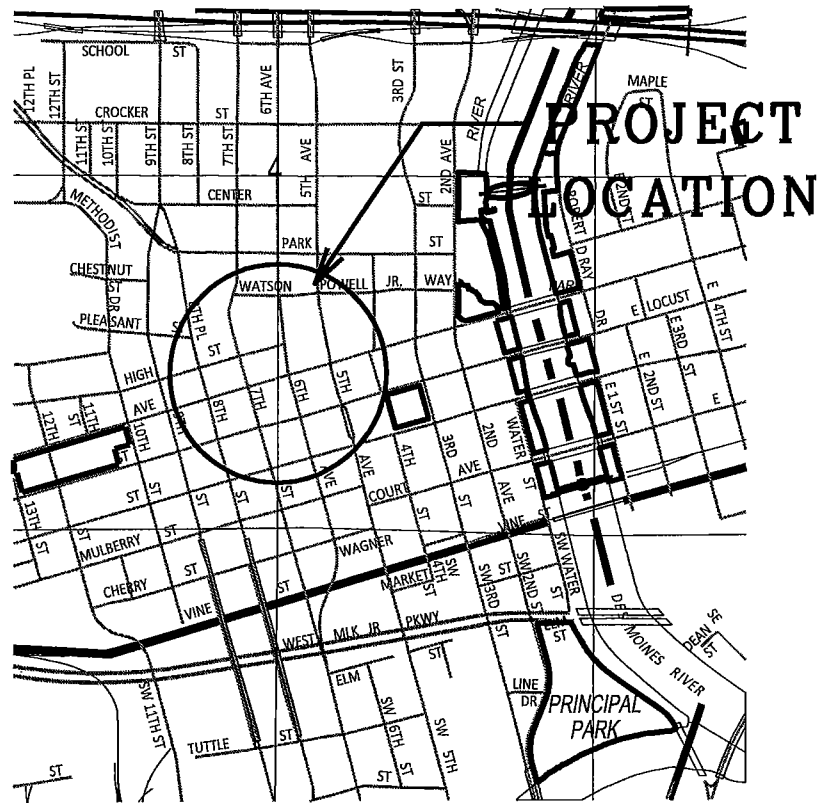 SCHOOL ST
12TH PL
12TH ST
6TH AVE
3RD ST
RIVER
RIVER
MAPLE ST
PROJECT
LOCATION
CROCKER ST
11TH ST
10TH ST
9TH ST
8TH ST
7TH ST
5TH AVE
2ND AVE
E 2ND ST
METHODIST DR
CENTER ST
ROBERT D RAY DR
PARK ST
CHESTNUT ST
WATSON POWELL JR. WAY
PLEASANT
HIGH ST
E LOCUST
E
4TH ST
E 3RD ST
E 2ND ST
E 1ST ST
E
AVE
12TH ST
11TH
10TH
8TH
7TH
6TH
5TH
4TH
3RD
2ND
WATER ST
AVE
AVE
COURT AVE
ST
ST
ST
ST
ST
ST
ST
ST
AVE
13TH ST
MULBERRY ST
CHERRY ST
VINE ST
WAGNER
VINE ST
MARKET ST
SW 4TH
SW 3RD ST
SW 2ND ST
SW WATER
ELM ST
WEST MLK JR PKWY
DES MOINES RIVER
DEAN ST
SW 11TH ST
ELM ST
LINE DR
PRINCIPAL
PARK
TUTTLE ST
SW 6TH ST
SW 5TH
ST
ST